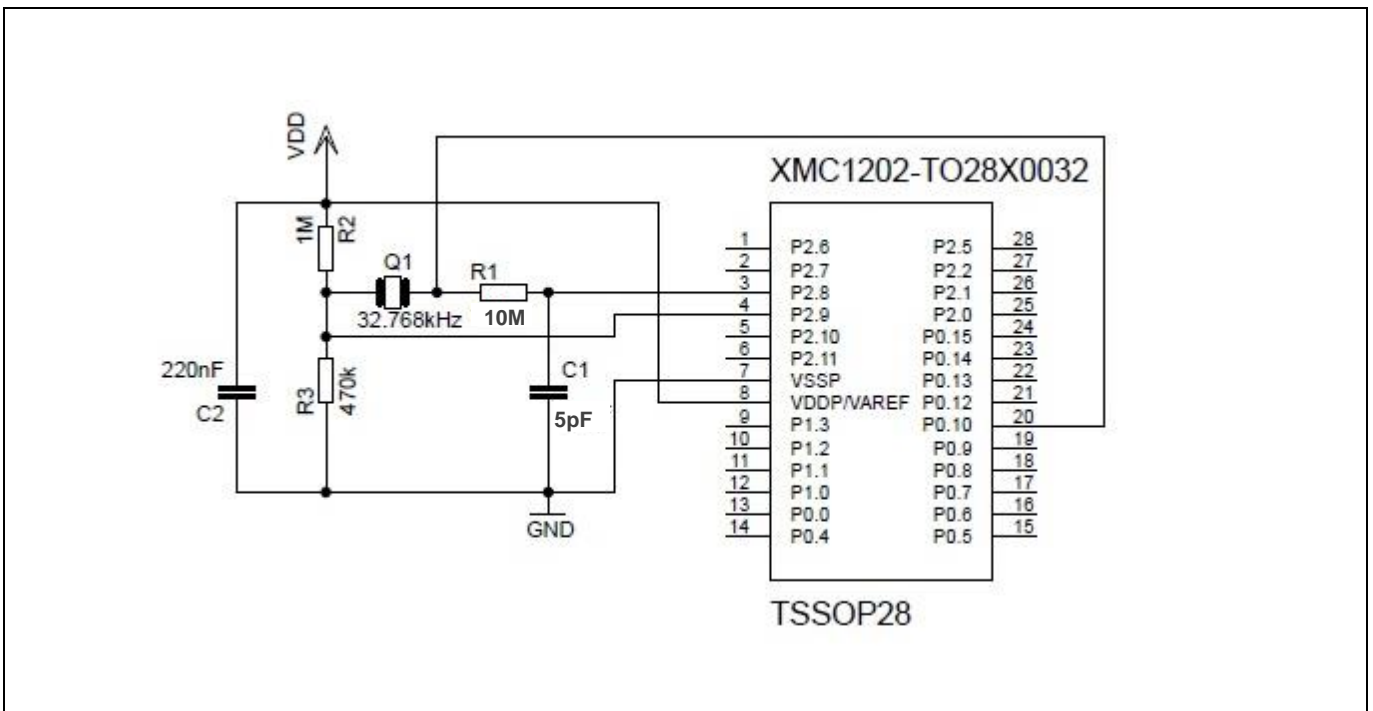 VDD
XMC1202-TO28X0032
1M
R2
Q1
32.768kHz
R1
10M
220nF
C2
R3
470k
C1
5pF
GND
1 P2.6 P2.5 28
2 P2.7 P2.2 27
3 P2.8 P2.1 26
4 P2.9 P2.0 25
5 P2.10 P0.15 24
6 P2.11 P0.14 23
7 VSSP P0.13 22
8 VDDP/VAREF P0.12 21
9 P1.3 P0.10 20
10 P1.2 P0.9 19
11 P1.1 P0.8 18
12 P1.0 P0.7 17
13 P0.0 P0.6 16
14 P0.4 P0.5 15
TSSOP28